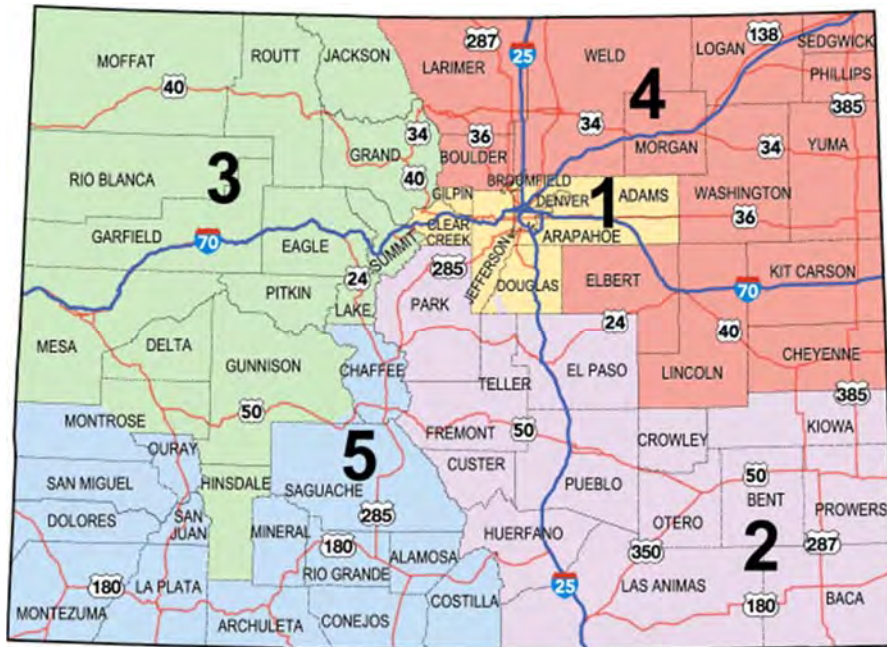 MOFFAT
ROUTT
JACKSON
LARIMER
287
25
WELD
LOGAN
138
SEDGWICK
PHILLIPS
40
4
385
34
36
34
MORGAN
34
YUMA
GRAND
BOULDER
RIO BLANCA
3
40
GILPIN
BROOMFIELD
DENVER
1
ADAMS
WASHINGTON
36
GARFIELD
70
EAGLE
SUMMIT
CLEAR
CREEK
JEFFERSON
ARAPAHOE
24
285
PITKIN
LAKE
PARK
DOUGLAS
ELBERT
KIT CARSON
70
24
40
MESA
DELTA
GUNNISON
CHAFFEE
TELLER
EL PASO
LINCOLN
CHEYENNE
385
MONTROSE
50
FREMONT
50
CROWLEY
KIOWA
OURAY
5
CUSTER
PUEBLO
50
SAN MIGUEL
HINSDALE
SAGUACHE
BENT
DOLORES
SAN
JUAN
MINERAL
285
HUERFANO
OTERO
2
PROWERS
180
ALAMOSA
350
287
RIO GRANDE
180
LA PLATA
25
LAS ANIMAS
180
BACA
MONTEZUMA
ARCHULETA
CONEJOS
COSTILLA